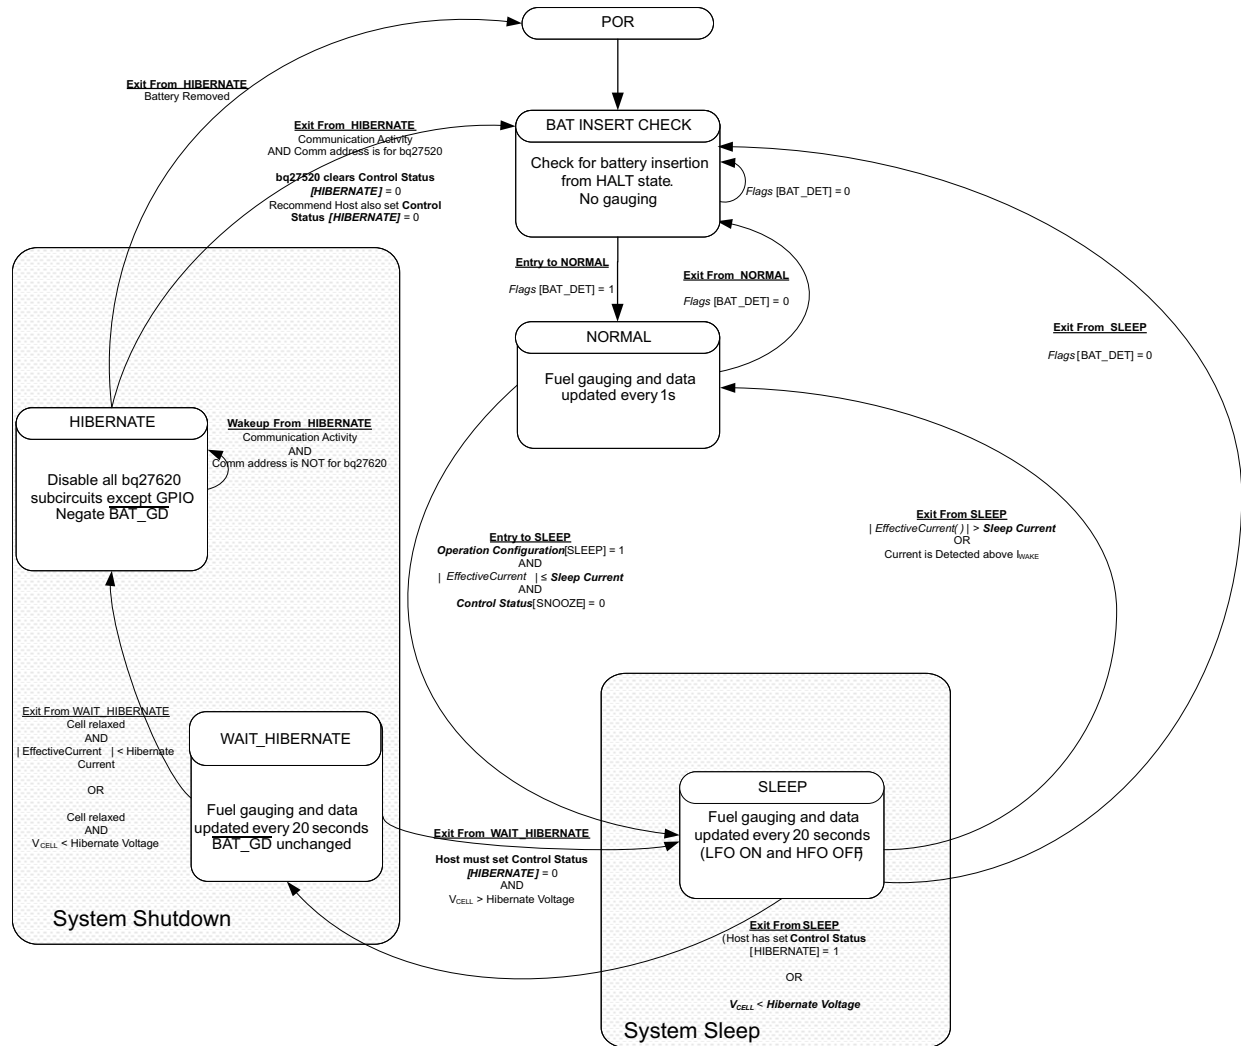 POR
Exit From HIBERNATE
Battery Removed
Exit From HIBERNATE
Communication Activity
AND Comm address is for bq27520
bq27520 clears Control Status
[HIBERNATE] = 0
Recommend Host also set Control
Status [HIBERNATE] = 0
BAT INSERT CHECK
Check for battery insertion
from HALT state.
No gauging
Flags [BAT_DET] = 0
Entry to NORMAL
Flags [BAT_DET] = 1
Exit From NORMAL
Flags [BAT_DET] = 0
Exit From SLEEP
Flags [BAT_DET] = 0
NORMAL
Fuel gauging and data
updated every 1s
HIBERNATE
Disable all bq27620
subcircuits except GPIO
Negate BAT_GD
Wakeup From HIBERNATE
Communication Activity
AND
Comm address is NOT for bq27620
Entry to SLEEP
Operation Configuration[SLEEP] = 1
AND
| EffectiveCurrent | ≤ Sleep Current
AND
Control Status[SNOOZE] = 0
Exit From SLEEP
| EffectiveCurrent( ) | > Sleep Current
OR
Current is Detected above IWAKE
Exit From WAIT_HIBERNATE
Cell relaxed
AND
| EffectiveCurrent | < Hibernate
Current
OR
Cell relaxed
AND
VCELL < Hibernate Voltage
WAIT_HIBERNATE
Fuel gauging and data
updated every 20 seconds
BAT_GD unchanged
Exit From WAIT_HIBERNATE
Host must set Control Status
[HIBERNATE] = 0
AND
VCELL > Hibernate Voltage
SLEEP
Fuel gauging and data
updated every 20 seconds
(LFO ON and HFO OFF)
Exit From SLEEP
(Host has set Control Status
[HIBERNATE] = 1
OR
VCELL < Hibernate Voltage
System Shutdown
System Sleep